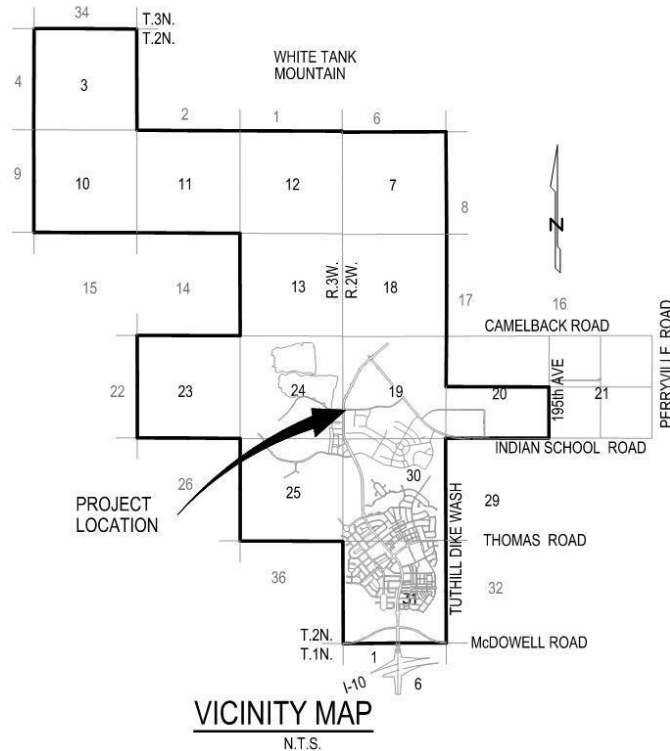 34
T.3N.
T.2N.
WHITE TANK
MOUNTAIN
4
3
2
1
6
9
10
11
12
7
8
N
15
14
13
R.3W.
R.2W.
18
17
16
CAMELBACK ROAD
PERRYVILLE ROAD
22
23
24
19
20
195th AVE
21
INDIAN SCHOOL ROAD
26
25
30
29
PROJECT
LOCATION
TUTHILL DIKE WASH
THOMAS ROAD
36
31
32
T.2N.
T.1N.
McDOWELL ROAD
1
I-10
6
VICINITY MAP
N.T.S.